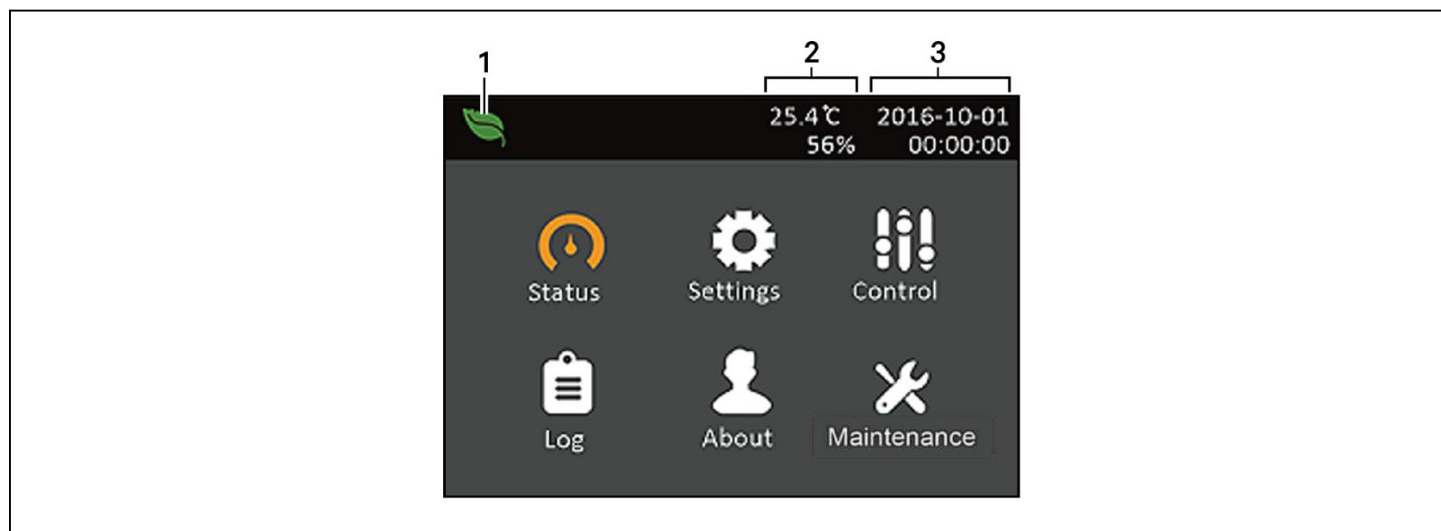 1 2 3
25.4℃ 2016-10-01
56% 00:00:00
Status Settings Control
Log About Maintenance